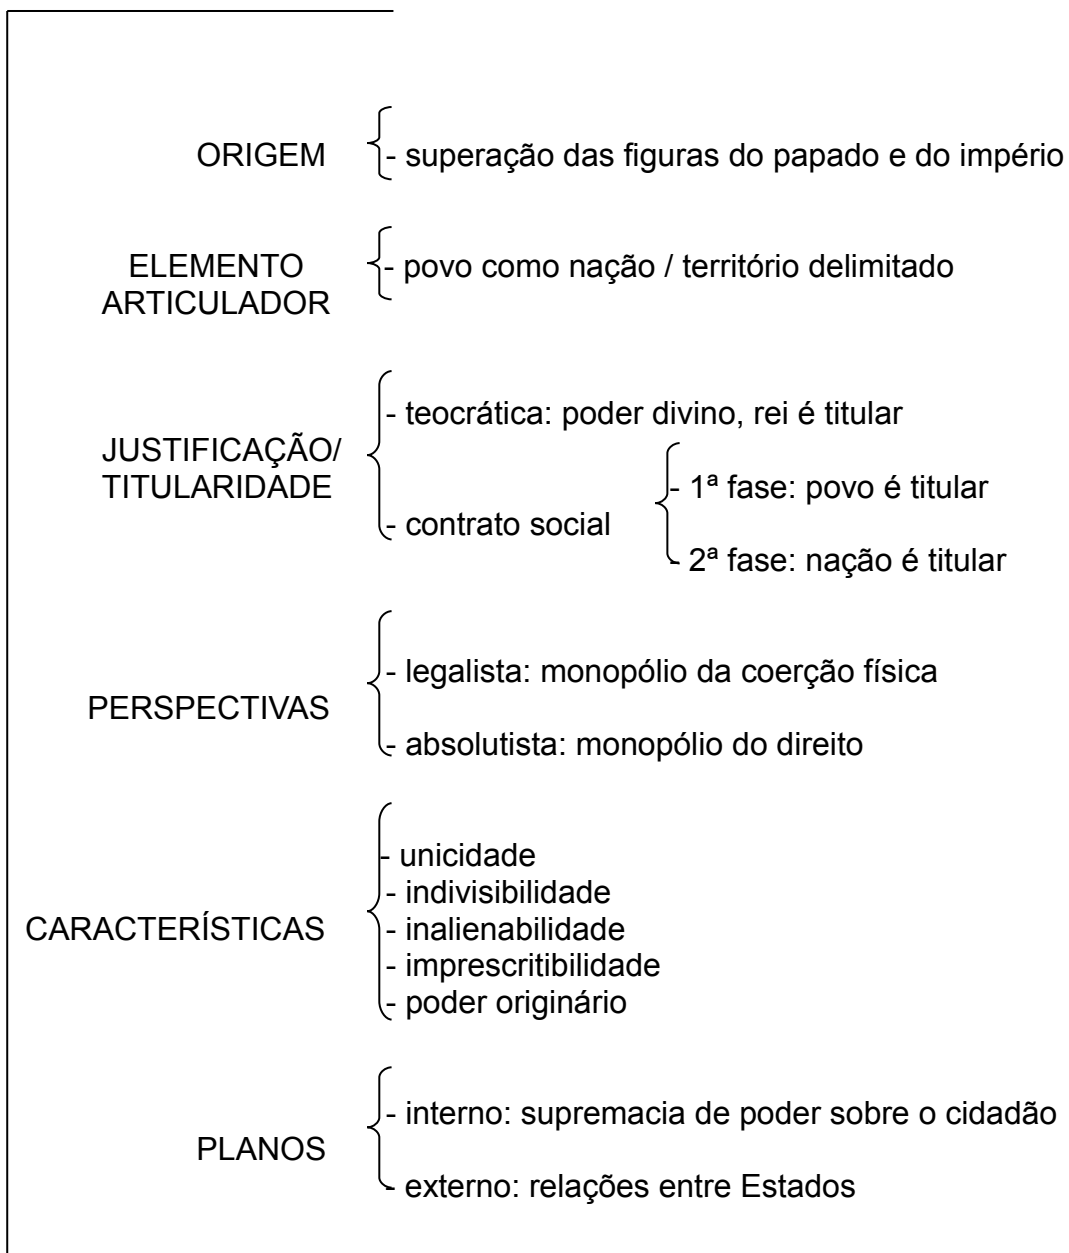 ORIGEM
- superação das figuras do papado e do império
ELEMENTO
ARTICULADOR
- povo como nação / território delimitado
JUSTIFICAÇÃO/
TITULARIDADE
- teocrática: poder divino, rei é titular
- contrato social
- 1ª fase: povo é titular
- 2ª fase: nação é titular
PERSPECTIVAS
- legalista: monopólio da coerção física
- absolutista: monopólio do direito
CARACTERÍSTICAS
- unicidade
- indivisibilidade
- inalienabilidade
- imprescritibilidade
- poder originário
PLANOS
- interno: supremacia de poder sobre o cidadão
- externo: relações entre Estados